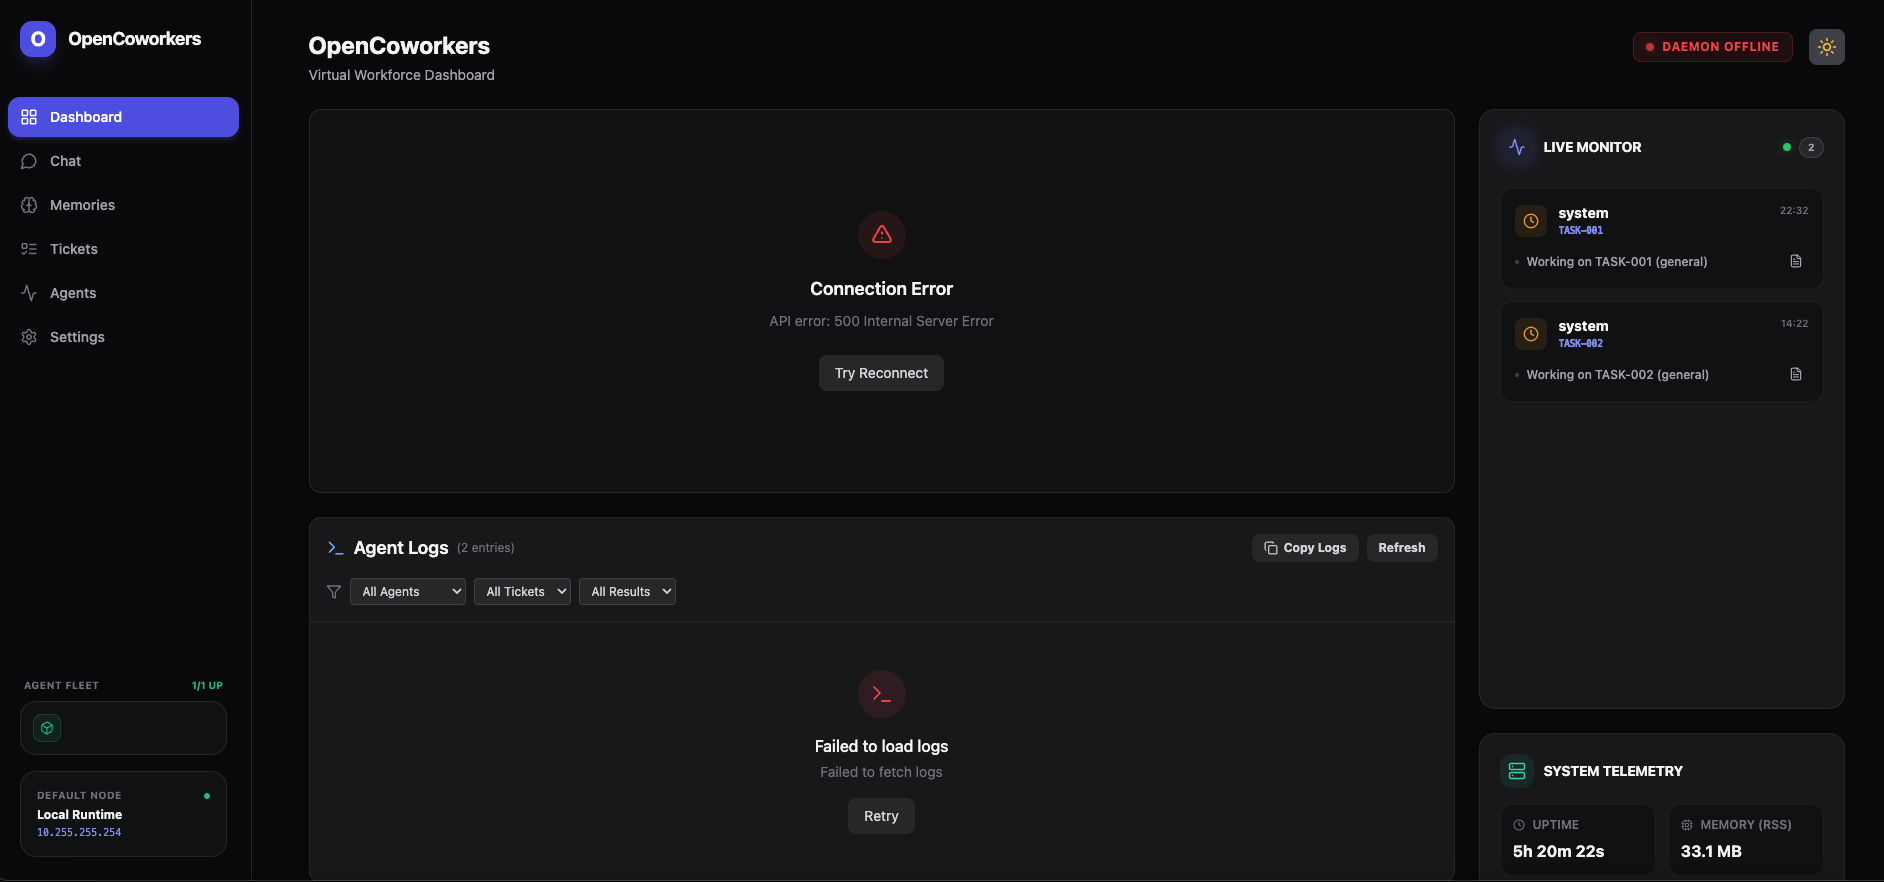 O OpenCoworkers
Dashboard
Chat
Memories
Tickets
Agents
Settings
AGENT FLEET 1/1 UP
DEFAULT NODE
Local Runtime
10.255.255.254
OpenCoworkers
Virtual Workforce Dashboard
DAEMON OFFLINE
Connection Error
API error: 500 Internal Server Error
Try Reconnect
Agent Logs (2 entries)
Copy Logs Refresh
All Agents All Tickets All Results
Failed to load logs
Failed to fetch logs
Retry
LIVE MONITOR 2
system 22:32
TASK-001
Working on TASK-001 (general)
system 14:22
TASK-002
Working on TASK-002 (general)
SYSTEM TELEMETRY
UPTIME
5h 20m 22s
MEMORY (RSS)
33.1 MB